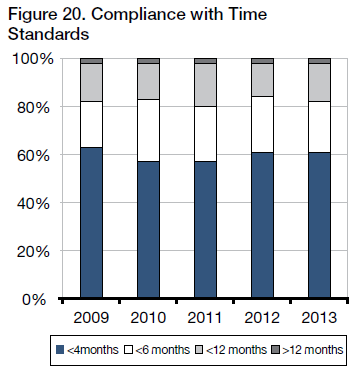 Figure 20. Compliance with Time
Standards
100%
80%
60%
40%
20%
0%
2009 2010 2011 2012 2013
<4months <6 months <12 months >12 months